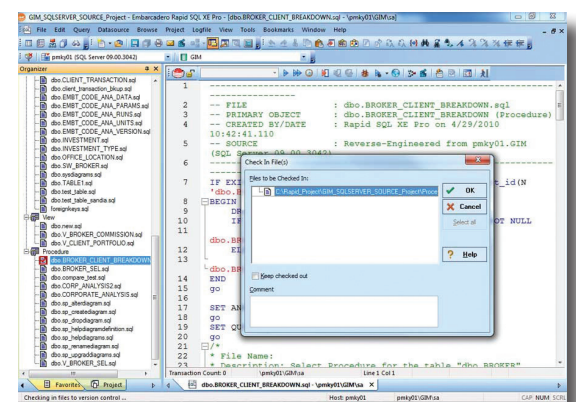 GIM_SQLSERVER_SOURCE_Project - Embarcadero Rapid SQL XE Pro - [dbo.BROKER_CLIENT_BREAKDOWN.sql - \pmky01\GIM\sa]
File Edit Query Datasource Browse Project Logfile View Tools Bookmarks Window Help
pmky01 (SQL Server 09.00.3042) GIM
Organizer
dbo.CLIENT_TRANSACTION.sql
dbo.client_transaction_bkup.sql
dbo.EMBT_CODE_ANA_DATA.sql
dbo.EMBT_CODE_ANA_PARAMS.sql
dbo.EMBT_CODE_ANA_RUNS.sql
dbo.EMBT_CODE_ANA_UNITS.sql
dbo.EMBT_CODE_ANA_VERSION.sql
dbo.INVESTMENT.sql
dbo.INVESTMENT_TYPE.sql
dbo.OFFICE_LOCATION.sql
dbo.SW_BROKER.sql
dbo.sysdiagrams.sql
dbo.TABLE1.sql
dbo.test_table.sql
dbo.test_table_sandia.sql
foreignkeys.sql
View
dbo.new.sql
dbo.V_BROKER_COMMISSION.sql
dbo.V_CLIENT_PORTFOLIO.sql
Procedure
dbo.BROKER_CLIENT_BREAKDOWN
dbo.BROKER_SEL.sql
dbo.compare_test.sql
dbo.CORP_ANALYSIS2.sql
dbo.CORPORATE_ANALYSIS.sql
dbo.sp_alterdiagram.sql
dbo.sp_creatediagram.sql
dbo.sp_dropdiagram.sql
dbo.sp_helpdiagramdefinition.sql
dbo.sp_helpdiagrams.sql
dbo.sp_renamediagram.sql
dbo.sp_upgraddiagrams.sql
dbo.V_BROKER_SEL.sql
Favorites Project
1 --------------------
2 -- FILE : dbo.BROKER_CLIENT_BREAKDOWN.sql
3 -- PRIMARY OBJECT : dbo.BROKER_CLIENT_BREAKDOWN (Procedure)
4 -- CREATED BY/DATE : Rapid SQL XE Pro on 4/29/2010
10:42:41.110
5 -- SOURCE : Reverse-Engineered from pmky01.GIM
(SQL Server 09.00.3042)
6 --------------------
7 IF EXI t_id(N
'dbo.B
8 BEGIN
9 DR
10 IF OT NULL
11
dbo.BR
12 EL
13
dbo.BR
14 END
15 go
16
17 SET AN
18 go
19 SET QU
20 go
21 /*
22 * File Name:
23 * Description: Select Procedure for the table "dbo.BROKER"
Check In File(s)
Files to be Checked In:
C:\Rapid_Project\GIM_SQLSERVER_SOURCE_Project\Proce
OK
Cancel
Select all
Help
Keep checked out
Comment
Transaction Count: 0 \pmky01\GIM\sa Line 1 Col 1
dbo.BROKER_CLIENT_BREAKDOWN.sql - \pmky01\GIM\sa X
Checking in files to version control ... Host: pmky01 pmky01\GIM\sa CAP NUM SCRL